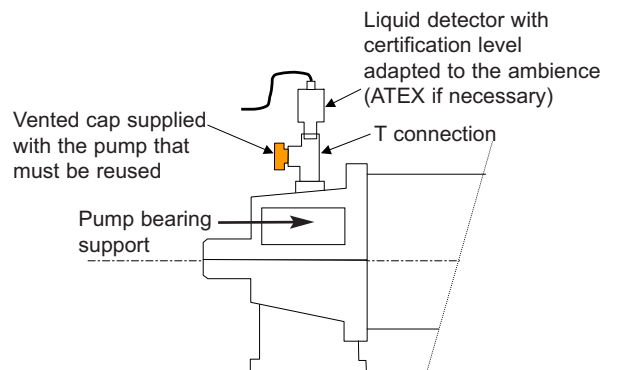 Liquid detector with
certification level
adapted to the ambience
(ATEX if necessary)
Vented cap supplied
with the pump that
must be reused
T connection
Pump bearing
support